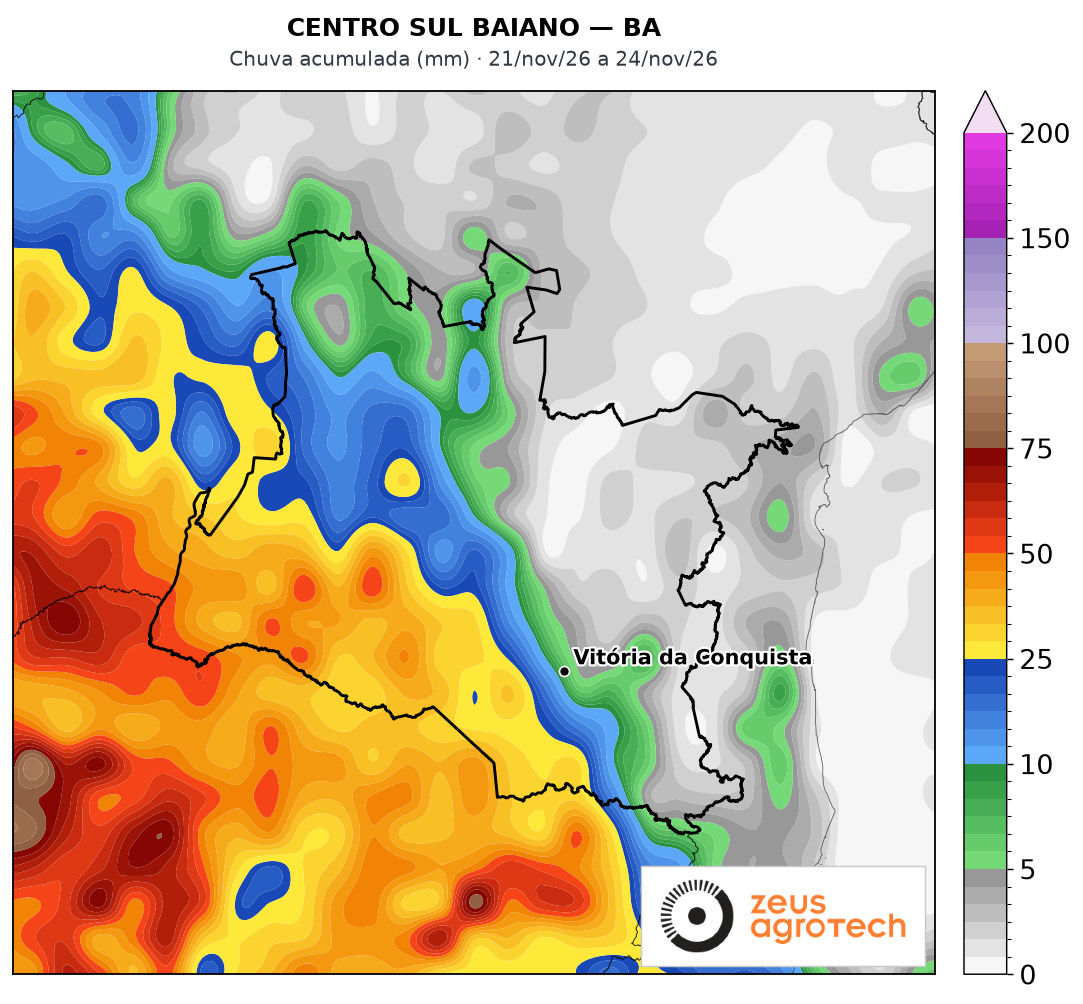 CENTRO SUL BAIANO — BA
Chuva acumulada (mm) · 21/nov/26 a 24/nov/26
200
150
100
75
50
25
10
5
0
Vitória da Conquista
zeus
agrotech